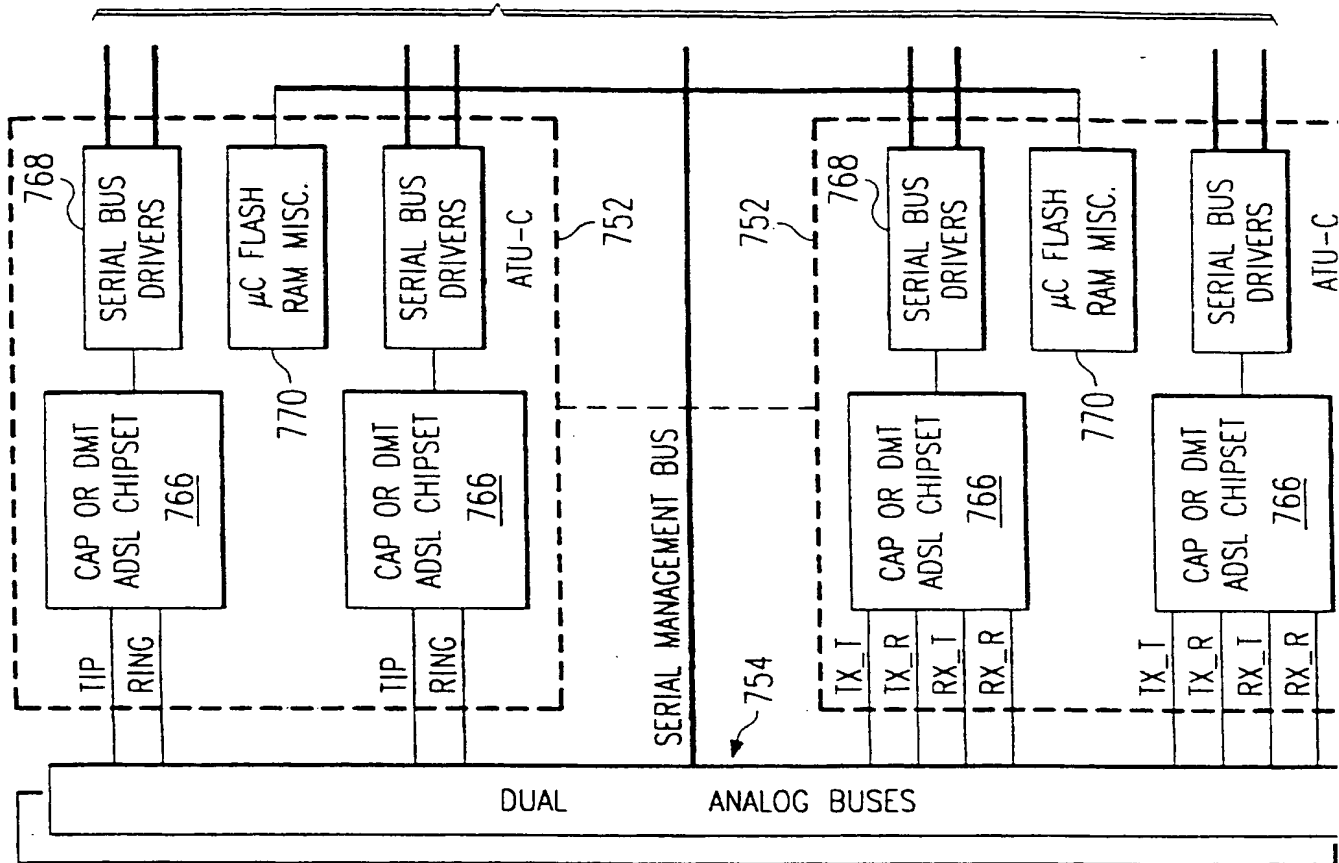 768
SERIAL BUS
DRIVERS
µC FLASH
RAM MISC.
SERIAL BUS
DRIVERS
ATU-C
752
770
CAP OR DMT
ADSL CHIPSET
766
CAP OR DMT
ADSL CHIPSET
766
TIP
RING
TIP
RING
SERIAL MANAGEMENT BUS
754
752
768
SERIAL BUS
DRIVERS
µC FLASH
RAM MISC.
SERIAL BUS
DRIVERS
ATU-C
770
CAP OR DMT
ADSL CHIPSET
766
CAP OR DMT
ADSL CHIPSET
766
TX_T
TX_R
RX_T
RX_R
TX_T
TX_R
RX_T
RX_R
DUAL ANALOG BUSES